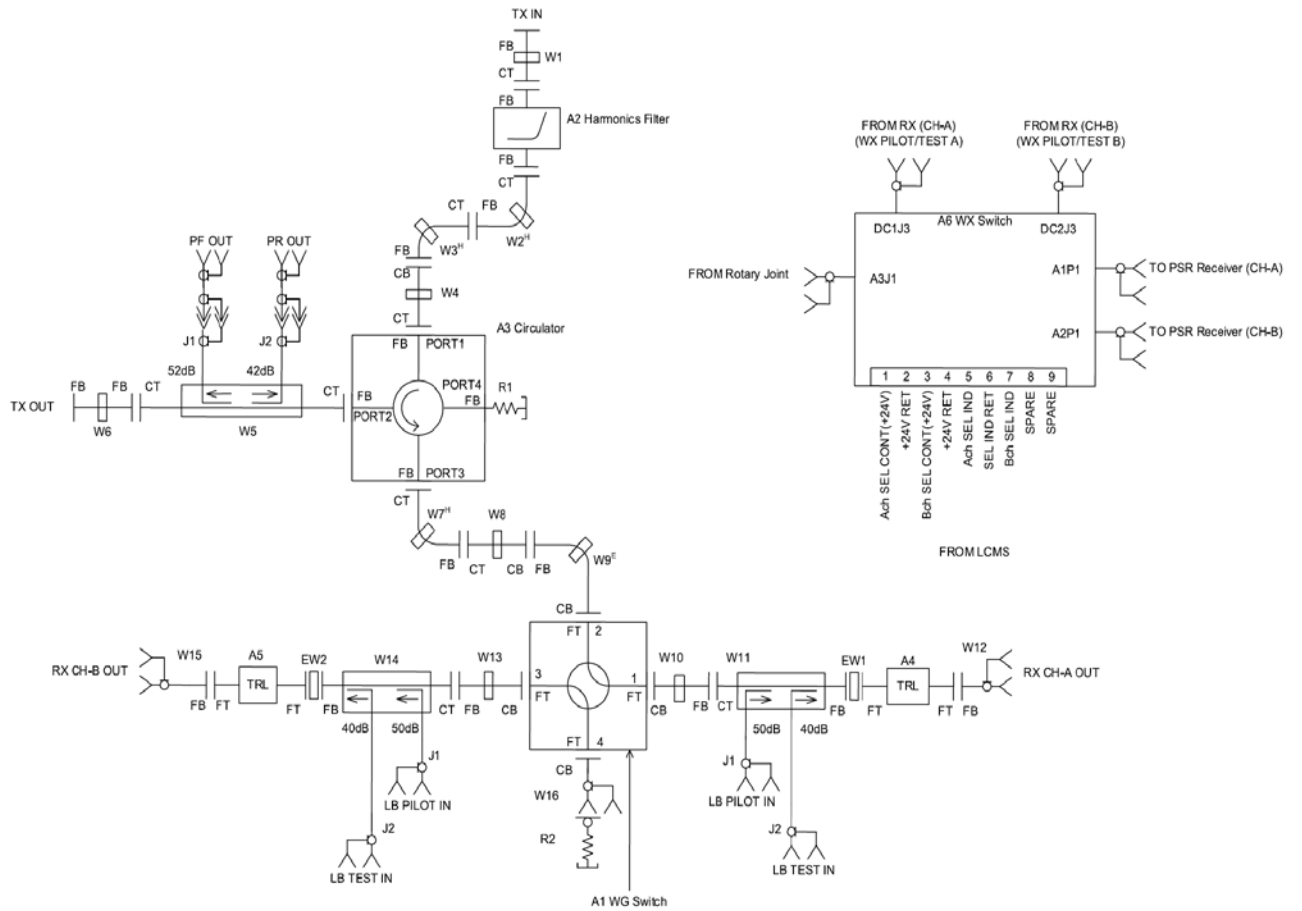 TX IN
FB
W1
CT
FB
A2 Harmonics Filter
FB
CT
CT FB
W2H
W3H
FB
CB
W4
CT
A3 Circulator
FB PORT1
PORT4
FB
R1
CT
FB
PORT2
FB PORT3
CT
PF OUT PR OUT
J1 J2
52dB 42dB
W5
TX OUT
FB FB CT
W6
W7H
W8
FB CT CB FB
W9E
CB
FT 2
3
FT
1
FT
FT 4
CB
W16
R2
A1 WG Switch
RX CH-B OUT
W15 A5 EW2 W14 W13
TRL
FB FT FT FB CT FB CB
40dB 50dB
J1
LB PILOT IN
J2
LB TEST IN
W10 W11 EW1 A4 W12
TRL
RX CH-A OUT
CB FB CT FB FT FT FB
50dB 40dB
J1
LB PILOT IN
J2
LB TEST IN
FROM RX (CH-A)
(WX PILOT/TEST A)
FROM RX (CH-B)
(WX PILOT/TEST B)
A6 WX Switch
DC1J3 DC2J3
FROM Rotary Joint
A3J1
A1P1
TO PSR Receiver (CH-A)
A2P1
TO PSR Receiver (CH-B)
1 2 3 4 5 6 7 8 9
Ach SEL CONT(+24V)
+24V RET
Bch SEL CONT(+24V)
+24V RET
Ach SEL IND
SEL IND RET
Bch SEL IND
SPARE
SPARE
FROM LCMS